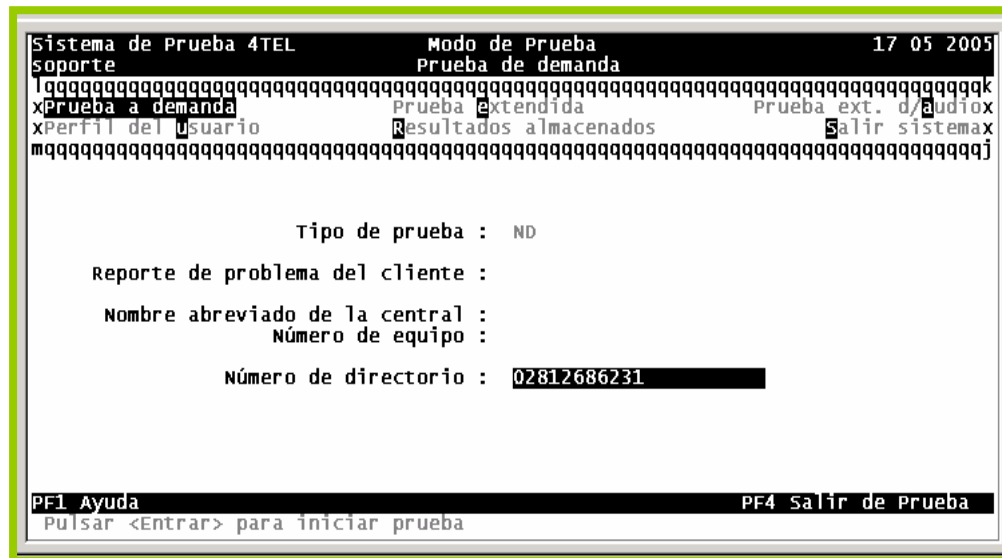 Sistema de Prueba 4TEL Modo de Prueba 17 05 2005
soporte Prueba de demanda
lqqqqqqqqqqqqqqqqqqqqqqqqqqqqqqqqqqqqqqqqqqqqqqqqqqqqqqqqqqqqqqqqqqqqqqqqqqqqk
xPrueba a demanda Prueba extendida Prueba ext. d/audiox
xPerfil del usuario Resultados almacenados Salir sistemax
mqqqqqqqqqqqqqqqqqqqqqqqqqqqqqqqqqqqqqqqqqqqqqqqqqqqqqqqqqqqqqqqqqqqqqqqqqqqqj
Tipo de prueba : ND
Reporte de problema del cliente :
Nombre abreviado de la central :
Número de equipo :
Número de directorio : 02812686231
PF1 Ayuda PF4 Salir de Prueba
Pulsar <Entrar> para iniciar prueba